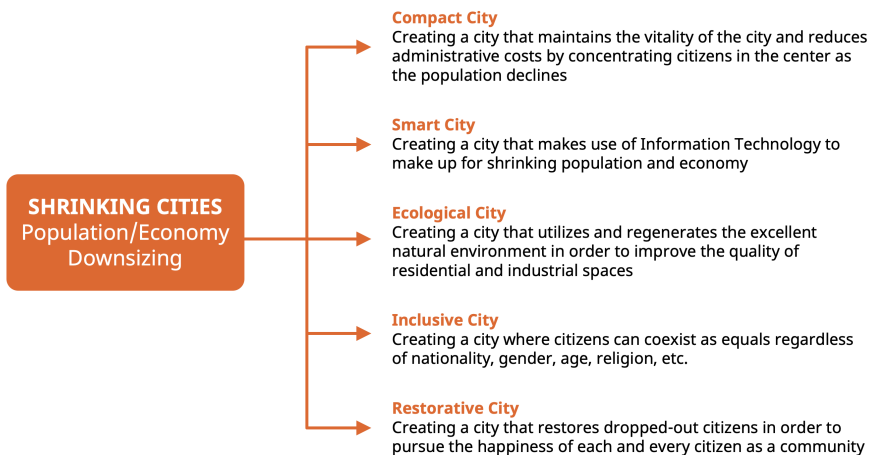 SHRINKING CITIES
Population/Economy
Downsizing
Compact City
Creating a city that maintains the vitality of the city and reduces
administrative costs by concentrating citizens in the center as
the population declines
Smart City
Creating a city that makes use of Information Technology to
make up for shrinking population and economy
Ecological City
Creating a city that utilizes and regenerates the excellent
natural environment in order to improve the quality of
residential and industrial spaces
Inclusive City
Creating a city where citizens can coexist as equals regardless
of nationality, gender, age, religion, etc.
Restorative City
Creating a city that restores dropped-out citizens in order to
pursue the happiness of each and every citizen as a community